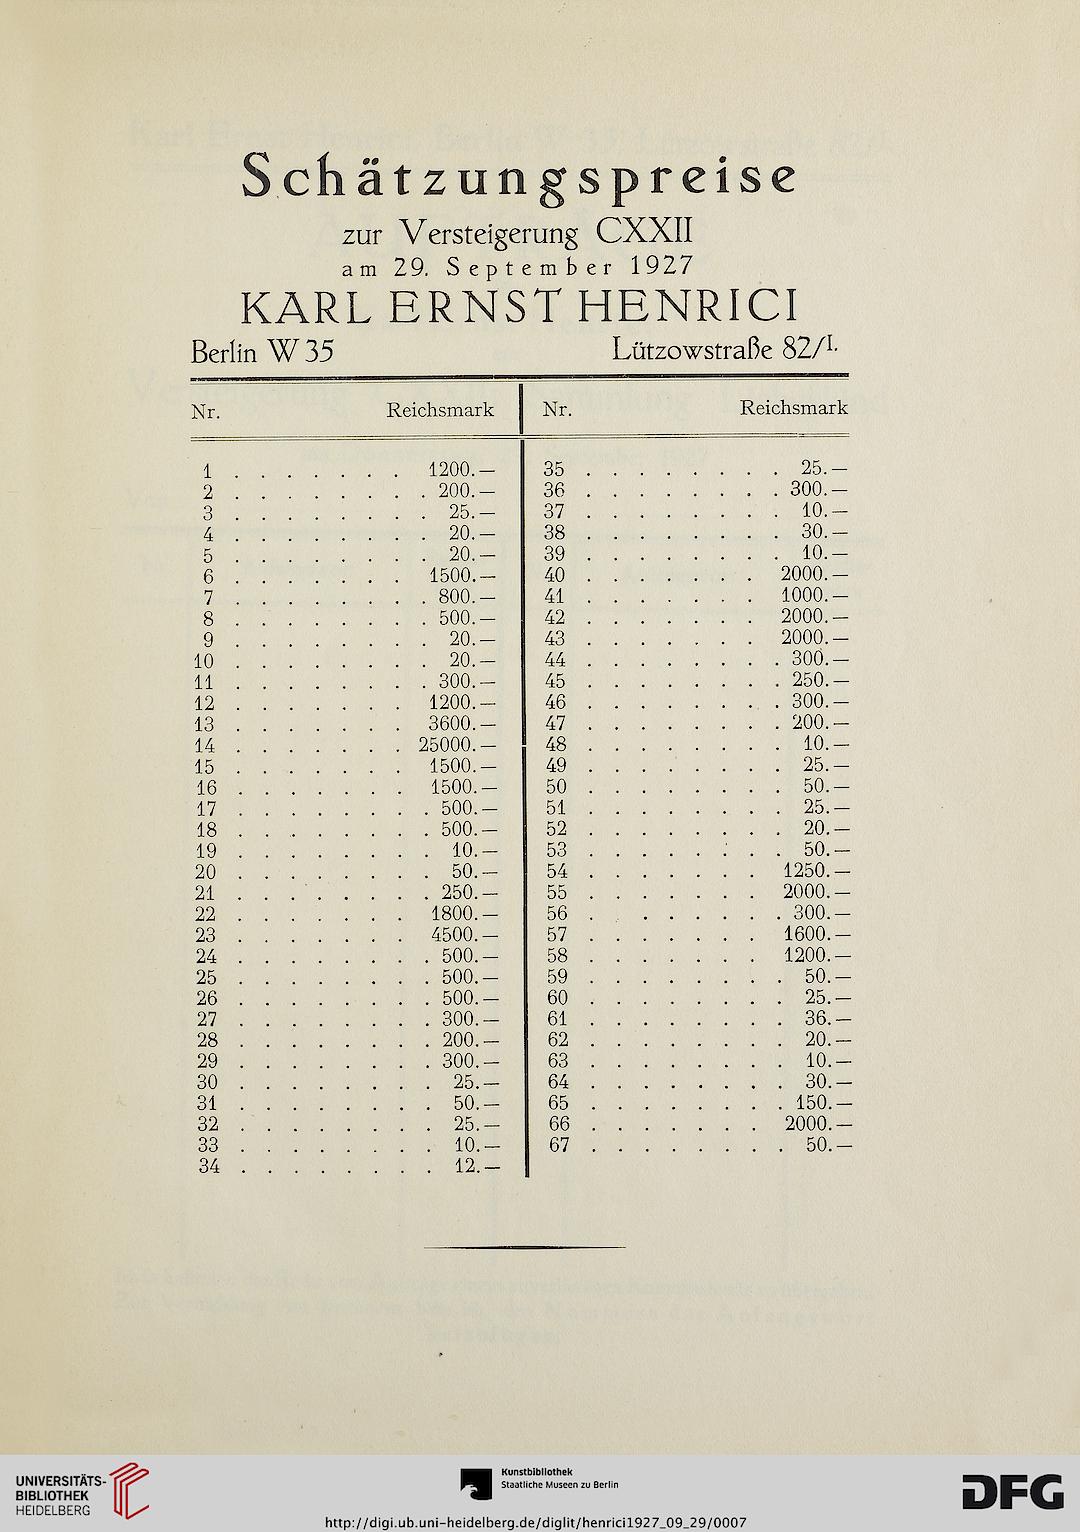 Schätzungspreise
zur Versteigerung CXXII
am 29. September 1927
KARL ERNST HENRICI
Berlin W 35 Lützowstraße 82/I.
Nr. Reichsmark
1 . . . . . . . 1200.—
2 . . . . . . . . 200.—
3 . . . . . . . . 25.—
4 . . . . . . . . 20.—
5 . . . . . . . . 20.—
6 . . . . . . . 1500.—
7 . . . . . . . . 800.—
8 . . . . . . . . 500.—
9 . . . . . . . . 20.—
10 . . . . . . . . 20.—
11 . . . . . . . . 300.—
12 . . . . . . . 1200.—
13 . . . . . . . 3600.—
14 . . . . . . . 25000.—
15 . . . . . . . 1500.—
16 . . . . . . . 1500.—
17 . . . . . . . . 500.—
18 . . . . . . . . 500.—
19 . . . . . . . . 10.—
20 . . . . . . . . 50.—
21 . . . . . . . . 250.—
22 . . . . . . . 1800.—
23 . . . . . . . 4500.—
24 . . . . . . . . 500.—
25 . . . . . . . . 500.—
26 . . . . . . . . 500.—
27 . . . . . . . . 300.—
28 . . . . . . . . 200.—
29 . . . . . . . . 300.—
30 . . . . . . . . 25.—
31 . . . . . . . . 50.—
32 . . . . . . . . 25.—
33 . . . . . . . . 10.—
34 . . . . . . . . 12.—
Nr. Reichsmark
35 . . . . . . . . 25.—
36 . . . . . . . . 300.—
37 . . . . . . . . 10.—
38 . . . . . . . . 30.—
39 . . . . . . . . 10.—
40 . . . . . . . 2000.—
41 . . . . . . . 1000.—
42 . . . . . . . 2000.—
43 . . . . . . . 2000.—
44 . . . . . . . . 300.—
45 . . . . . . . . 250.—
46 . . . . . . . . 300.—
47 . . . . . . . . 200.—
48 . . . . . . . . 10.—
49 . . . . . . . . 25.—
50 . . . . . . . . 50.—
51 . . . . . . . . 25.—
52 . . . . . . . . 20.—
53 . . . . . . . . 50.—
54 . . . . . . . 1250.—
55 . . . . . . . 2000.—
56 . . . . . . . 300.—
57 . . . . . . . 1600.—
58 . . . . . . . 1200.—
59 . . . . . . . . 50.—
60 . . . . . . . . 25.—
61 . . . . . . . . 36.—
62 . . . . . . . . 20.—
63 . . . . . . . . 10.—
64 . . . . . . . . 30.—
65 . . . . . . . . 150.—
66 . . . . . . . 2000.—
67 . . . . . . . . 50.—
UNIVERSITÄTS-
BIBLIOTHEK
HEIDELBERG
Kunstbibliothek
Staatliche Museen zu Berlin
http://digi.ub.uni-heidelberg.de/diglit/henrici1927_09_29/0007
DFG